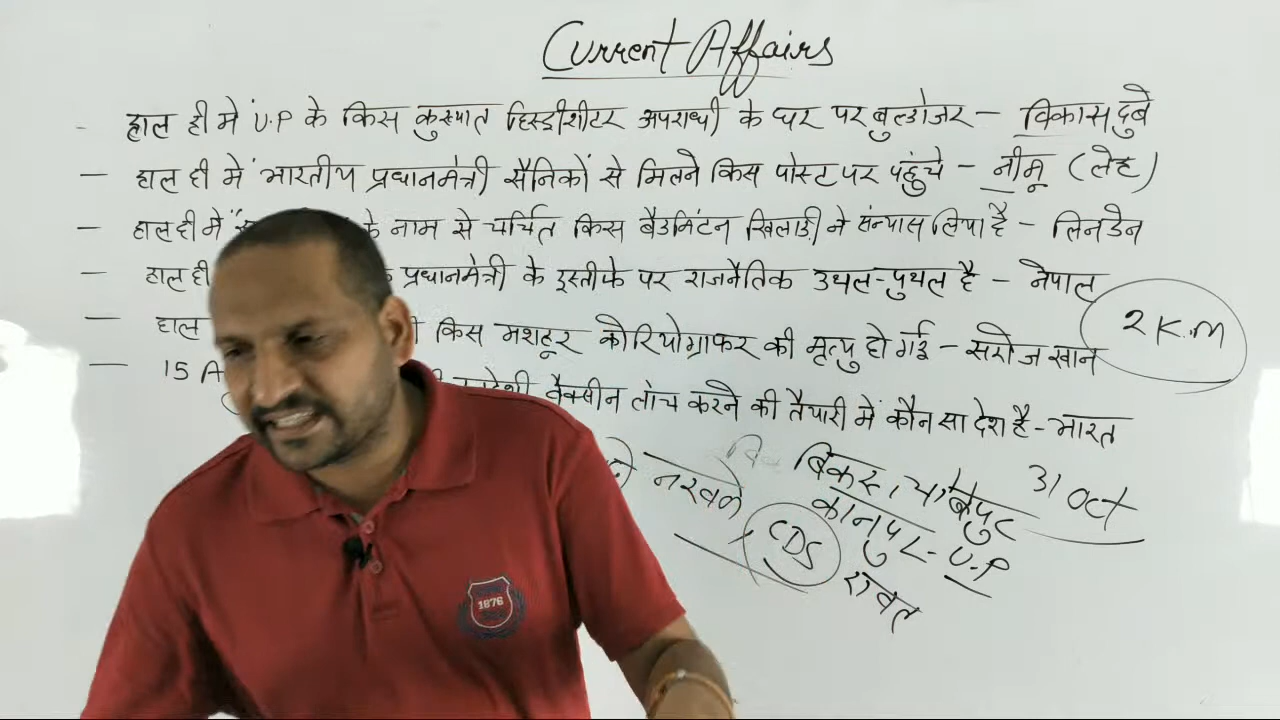 Current Affairs
- हाल ही में U.P के किस कुख्यात हिस्ट्रीशीटर अपराधी के घर पर बुल्डोजर - विकास दुबे
- हाल ही में भारतीय प्रधानमंत्री सैनिकों से मिलने किस पोस्ट पर पहुंचे - नीमू (लेह)
- हाल ही में के नाम से चर्चित किस बैडमिंटन खिलाड़ी ने संन्यास लिया है - लिनडेन
- हाल ही प्रधानमंत्री के इस्तीफे पर राजनैतिक उथल-पुथल है - नेपाल
- हाल किस मशहूर कोरियोग्राफर की मृत्यु हो गई - सरोज खान
2 K.M
- 15 A वैक्सीन लांच करने की तैयारी में कौन सा देश है - भारत
नरवले
बिकरू, चौबेपुर
31 Oct
कानपुर - U.P
CDS
रावत
1876